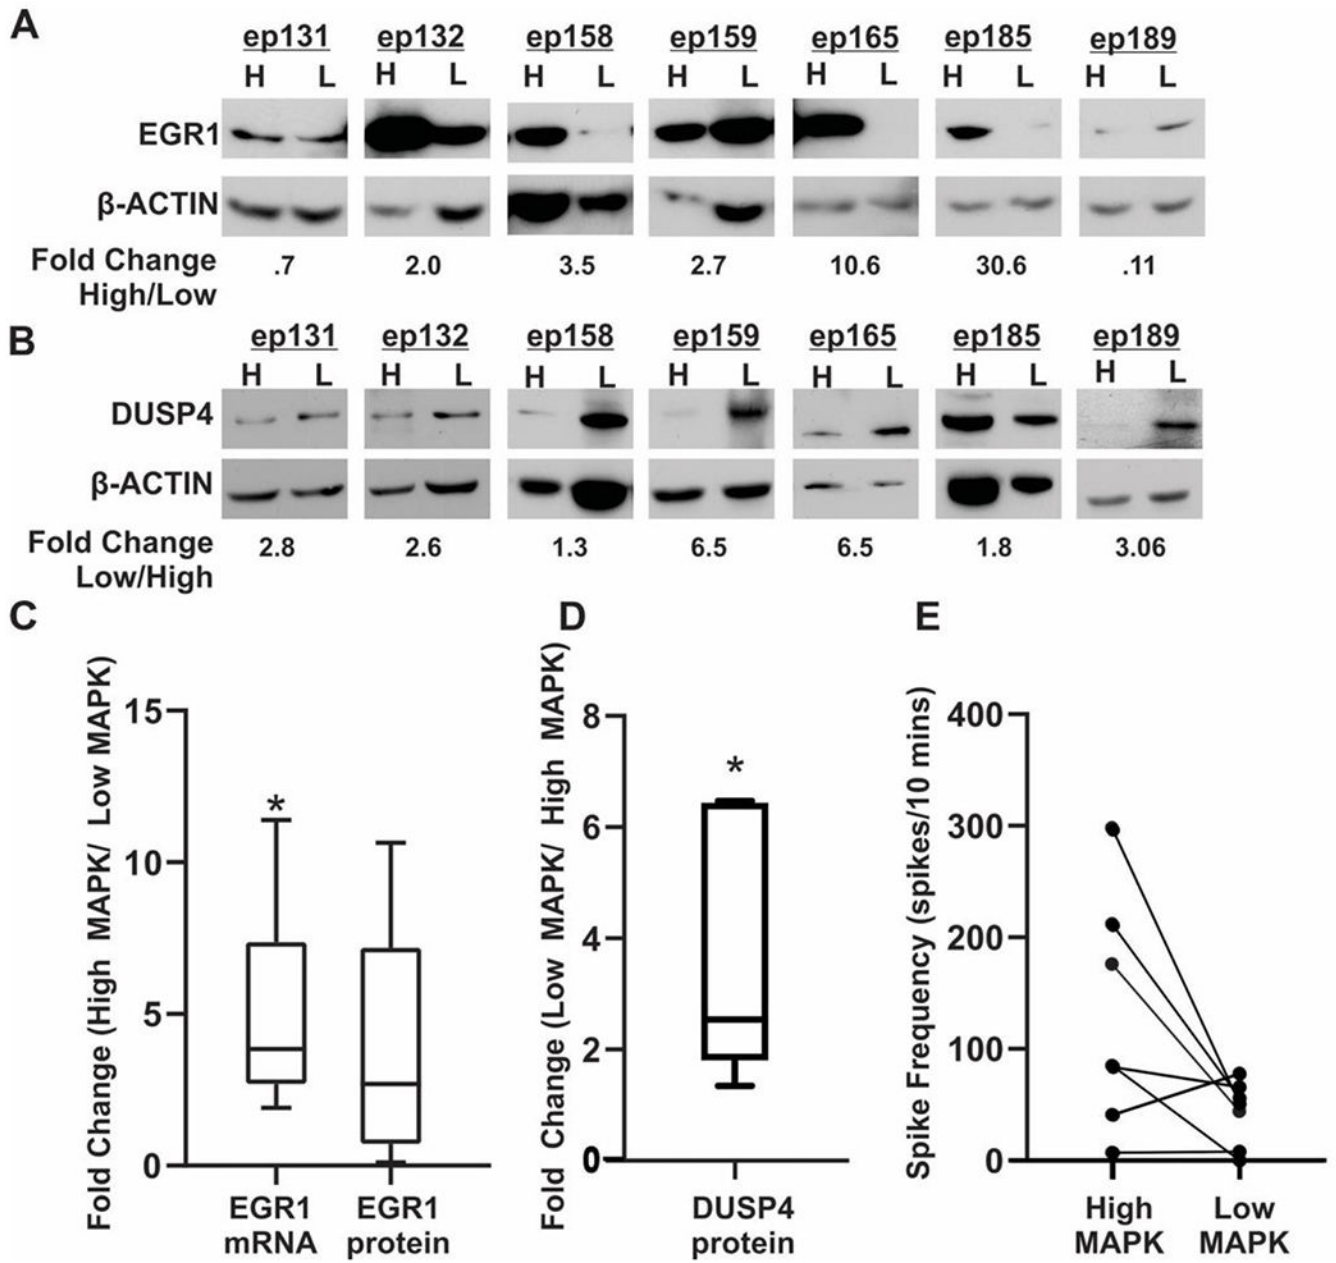 A
ep131 ep132 ep158 ep159 ep165 ep185 ep189
H L H L H L H L H L H L H L
EGR1
β-ACTIN
Fold Change .7 2.0 3.5 2.7 10.6 30.6 .11
High/Low
B
ep131 ep132 ep158 ep159 ep165 ep185 ep189
H L H L H L H L H L H L H L
DUSP4
β-ACTIN
Fold Change 2.8 2.6 1.3 6.5 6.5 1.8 3.06
Low/High
C
Fold Change (High MAPK/ Low MAPK)
15
10
5
0
*
EGR1 EGR1
mRNA protein
D
Fold Change (Low MAPK/ High MAPK)
8
6
4
2
0
*
DUSP4
protein
E
Spike Frequency (spikes/10 mins)
400
300
200
100
0
High Low
MAPK MAPK